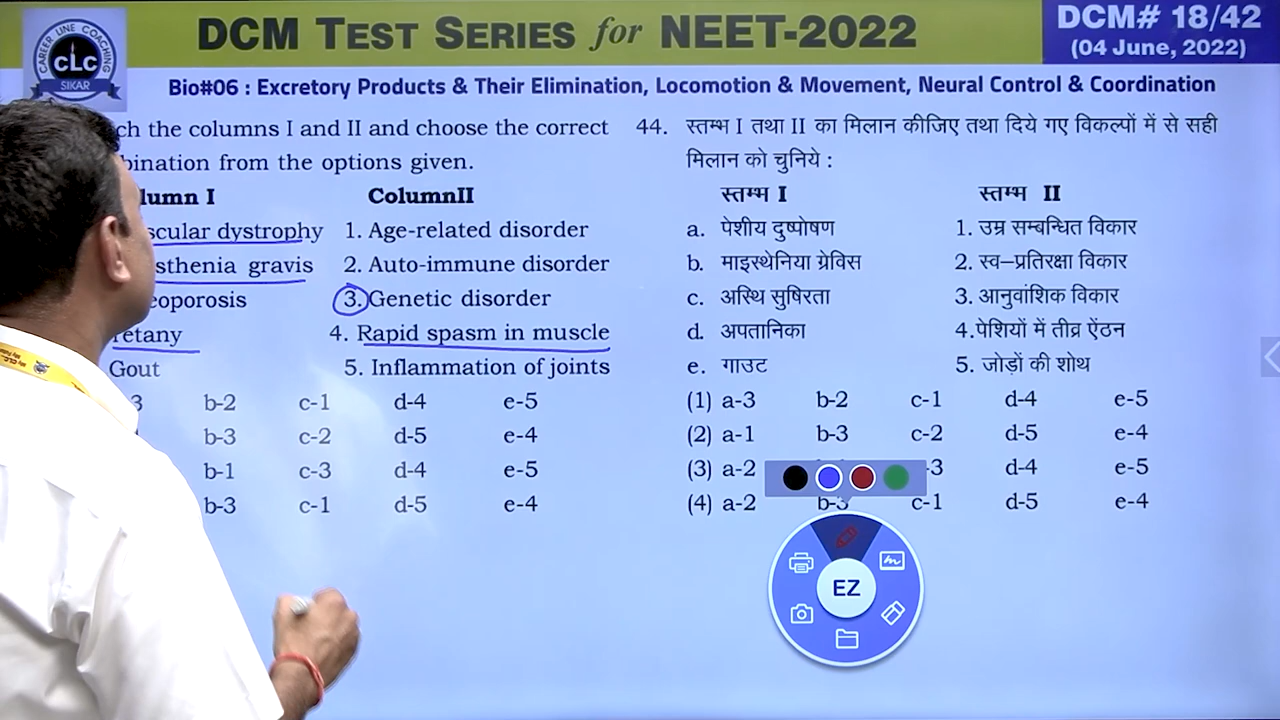 DCM TEST SERIES for NEET-2022
DCM# 18/42
(04 June, 2022)
CAREER LINE COACHING
CLC
SIKAR
Bio#06 : Excretory Products & Their Elimination, Locomotion & Movement, Neural Control & Coordination
ch the columns I and II and choose the correct
bination from the options given.
lumn I ColumnII
scular dystrophy 1. Age-related disorder
sthenia gravis 2. Auto-immune disorder
eoporosis 3. Genetic disorder
etany 4. Rapid spasm in muscle
Gout 5. Inflammation of joints
3 b-2 c-1 d-4 e-5
b-3 c-2 d-5 e-4
b-1 c-3 d-4 e-5
b-3 c-1 d-5 e-4
44. स्तम्भ I तथा II का मिलान कीजिए तथा दिये गए विकल्पों में से सही
मिलान को चुनिये :
स्तम्भ I स्तम्भ II
a. पेशीय दुष्पोषण 1. उम्र सम्बन्धित विकार
b. माइस्थेनिया ग्रेविस 2. स्व–प्रतिरक्षा विकार
c. अस्थि सुषिरता 3. आनुवांशिक विकार
d. अपतानिका 4.पेशियों में तीव्र ऐंठन
e. गाउट 5. जोड़ों की शोथ
(1) a-3 b-2 c-1 d-4 e-5
(2) a-1 b-3 c-2 d-5 e-4
(3) a-2 -3 d-4 e-5
(4) a-2 b-3 c-1 d-5 e-4
EZ